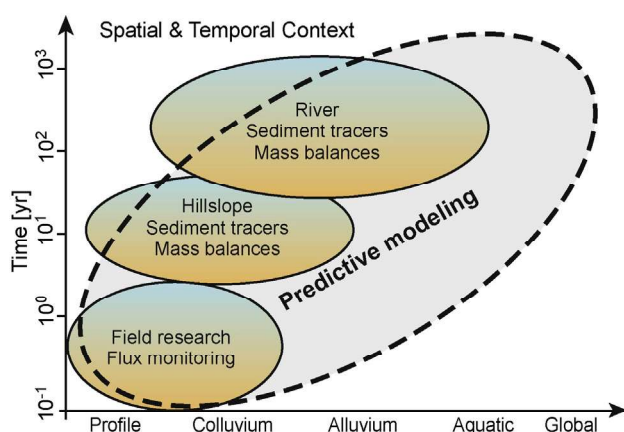 Spatial & Temporal Context
Time [yr]
10³
10²
10¹
10⁰
10⁻¹
River
Sediment tracers
Mass balances
Hillslope
Sediment tracers
Mass balances
Field research
Flux monitoring
Predictive modeling
Profile Colluvium Alluvium Aquatic Global